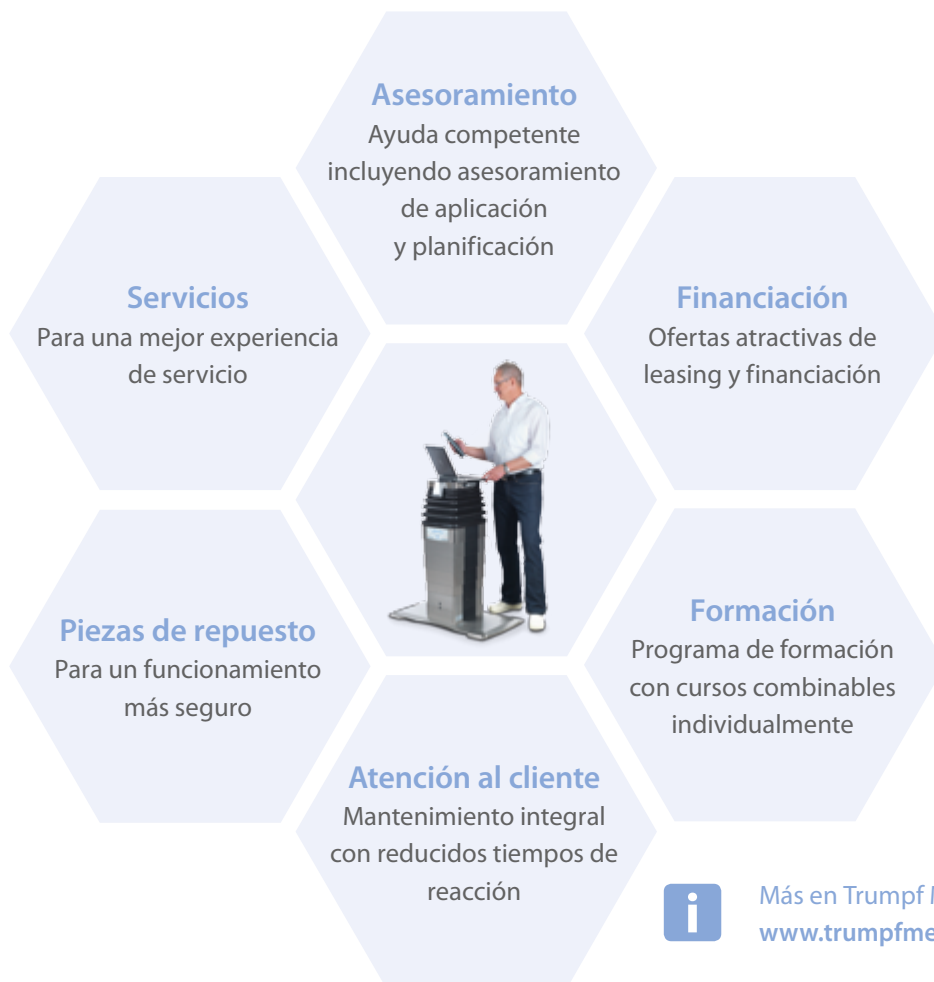 Asesoramiento
Ayuda competente
incluyendo asesoramiento
de aplicación
y planificación
Servicios
Para una mejor experiencia
de servicio
Financiación
Ofertas atractivas de
leasing y financiación
Piezas de repuesto
Para un funcionamiento
más seguro
Formación
Programa de formación
con cursos combinables
individualmente
Atención al cliente
Mantenimiento integral
con reducidos tiempos de
reacción
i
Más en Trumpf
www.trumpfme